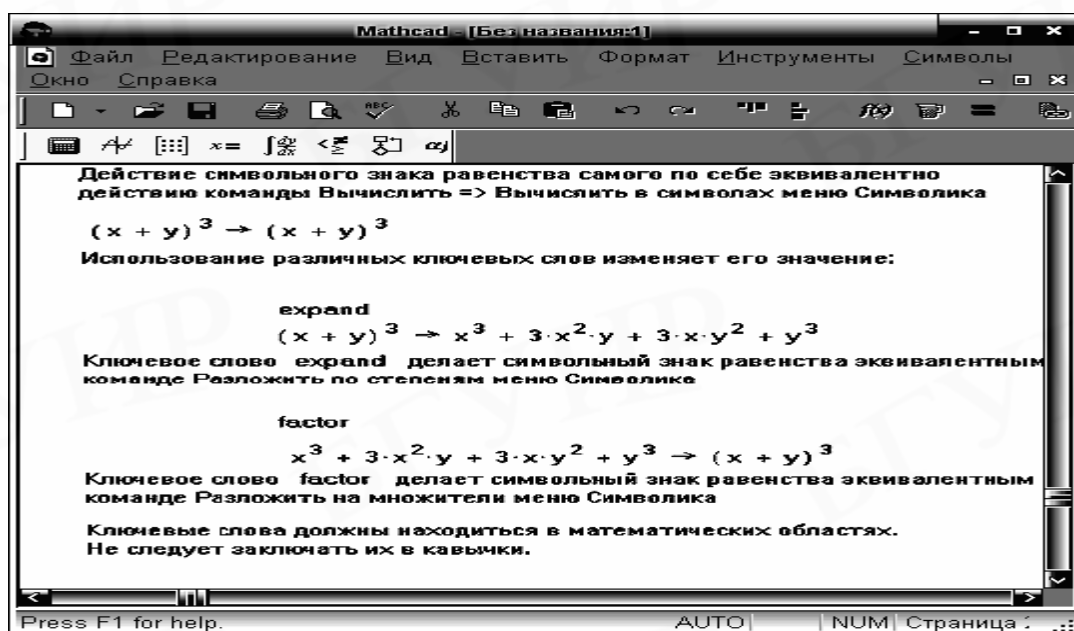 Mathcad - [Без названия:1]
Файл Редактирование Вид Вставить Формат Инструменты Символы
Окно Справка
Действие символьного знака равенства самого по себе эквивалентно
действию команды Вычислить => Вычислить в символах меню Символика
(x + y)³ → (x + y)³
Использование различных ключевых слов изменяет его значение:
expand
(x + y)³ → x³ + 3·x²·y + 3·x·y² + y³
Ключевое слово expand делает символьный знак равенства эквивалентным
команде Разложить по степеням меню Символика
factor
x³ + 3·x²·y + 3·x·y² + y³ → (x + y)³
Ключевое слово factor делает символьный знак равенства эквивалентным
команде Разложить на множители меню Символика
Ключевые слова должны находиться в математических областях.
Не следует заключать их в кавычки.
Press F1 for help. AUTO NUM Страница